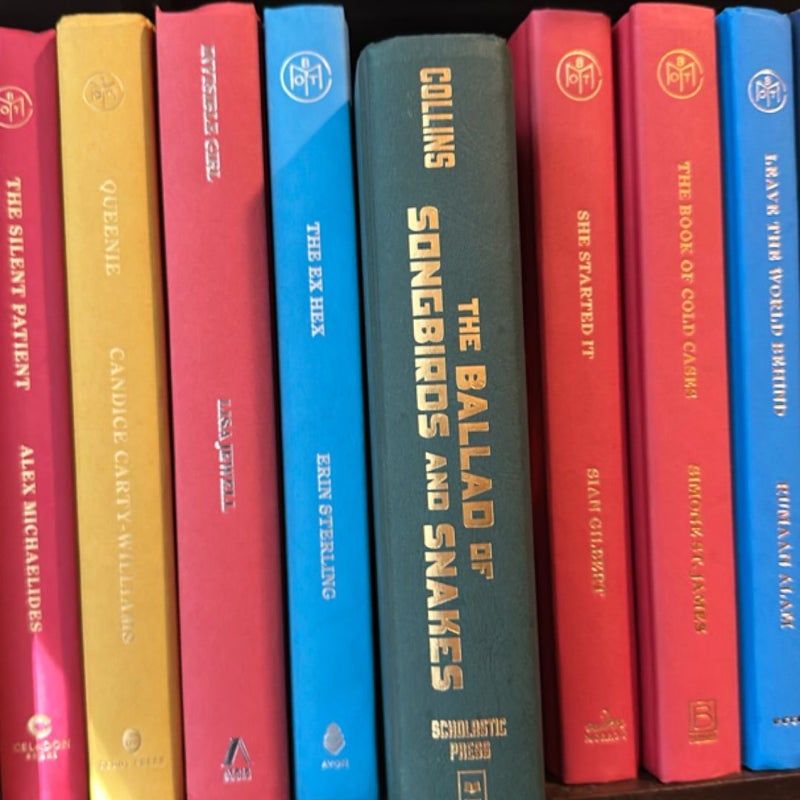 THE SILENT PATIENT
ALEX MICHAELIDES
CELADON
BOOKS
QUEENIE
CANDICE CARTY-WILLIAMS
INVISIBLE GIRL
LISA JEWELL
THE EX HEX
ERIN STERLING
AVON
COLLINS
THE BALLAD OF
SONGBIRDS AND SNAKES
SCHOLASTIC
PRESS
SHE STARTED IT
SIAN GILBERT
THE BOOK OF COLD CASES
SIMONE ST. JAMES
LEAVE THE WORLD BEHIND
RUMAAN ALAM